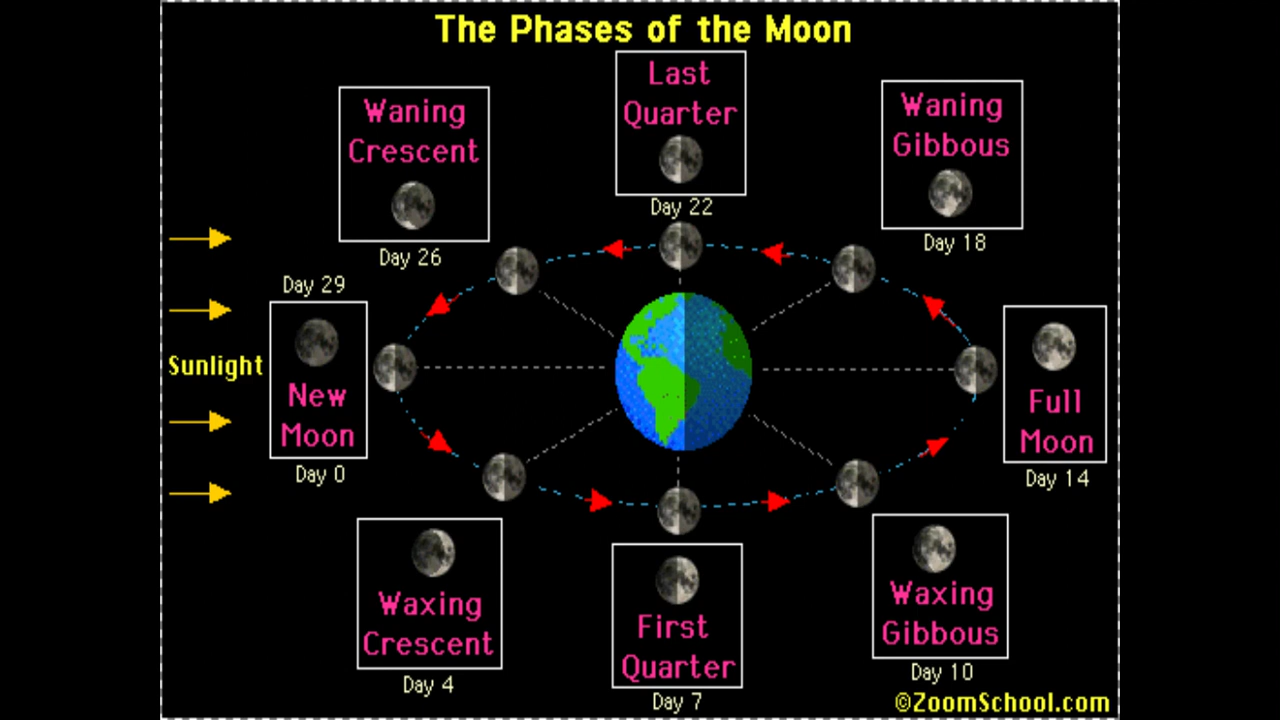 The Phases of the Moon
Last
Quarter
Day 22
Waning
Crescent
Day 26
Waning
Gibbous
Day 18
Day 29
New
Moon
Day 0
Sunlight
Full
Moon
Day 14
Waxing
Crescent
Day 4
First
Quarter
Day 7
Waxing
Gibbous
Day 10
©ZoomSchool.com